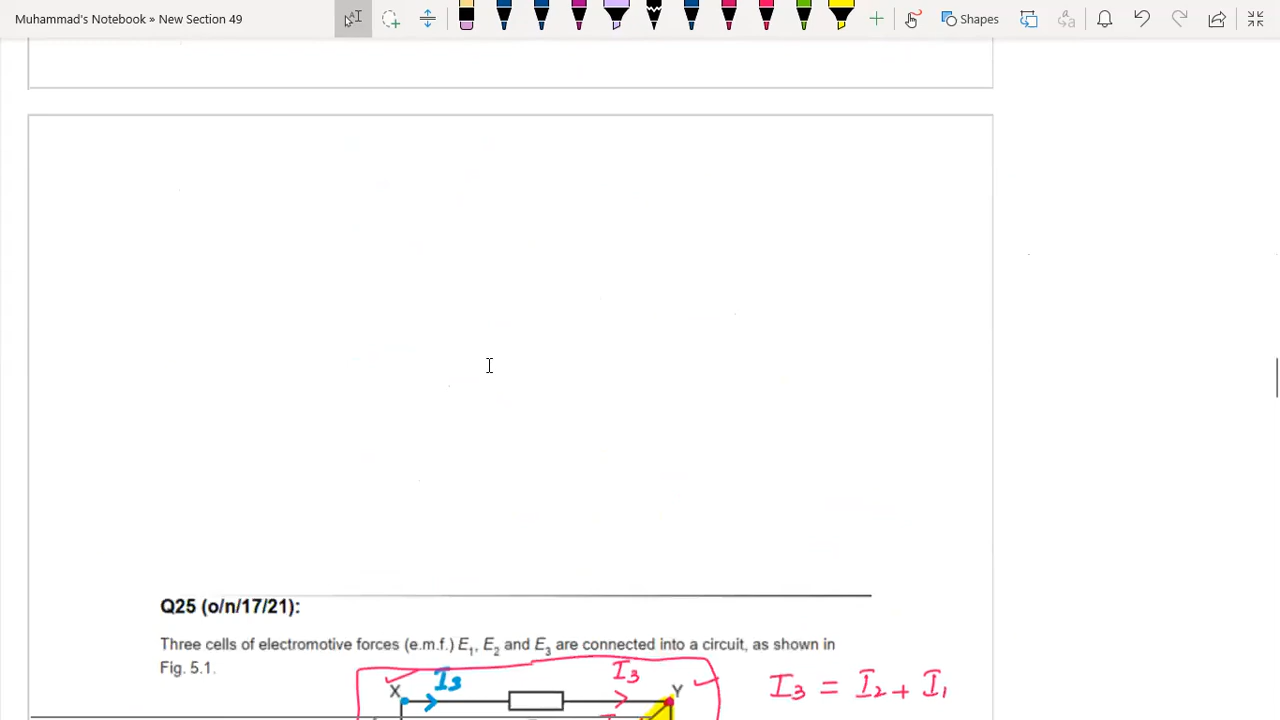 Muhammad's Notebook » New Section 49
Shapes
Q25 (o/n/17/21):
Three cells of electromotive forces (e.m.f.) E₁, E₂ and E₃ are connected into a circuit, as shown in
Fig. 5.1.
I₃
I₃
X
Y
I₃ = I₂ + I₁